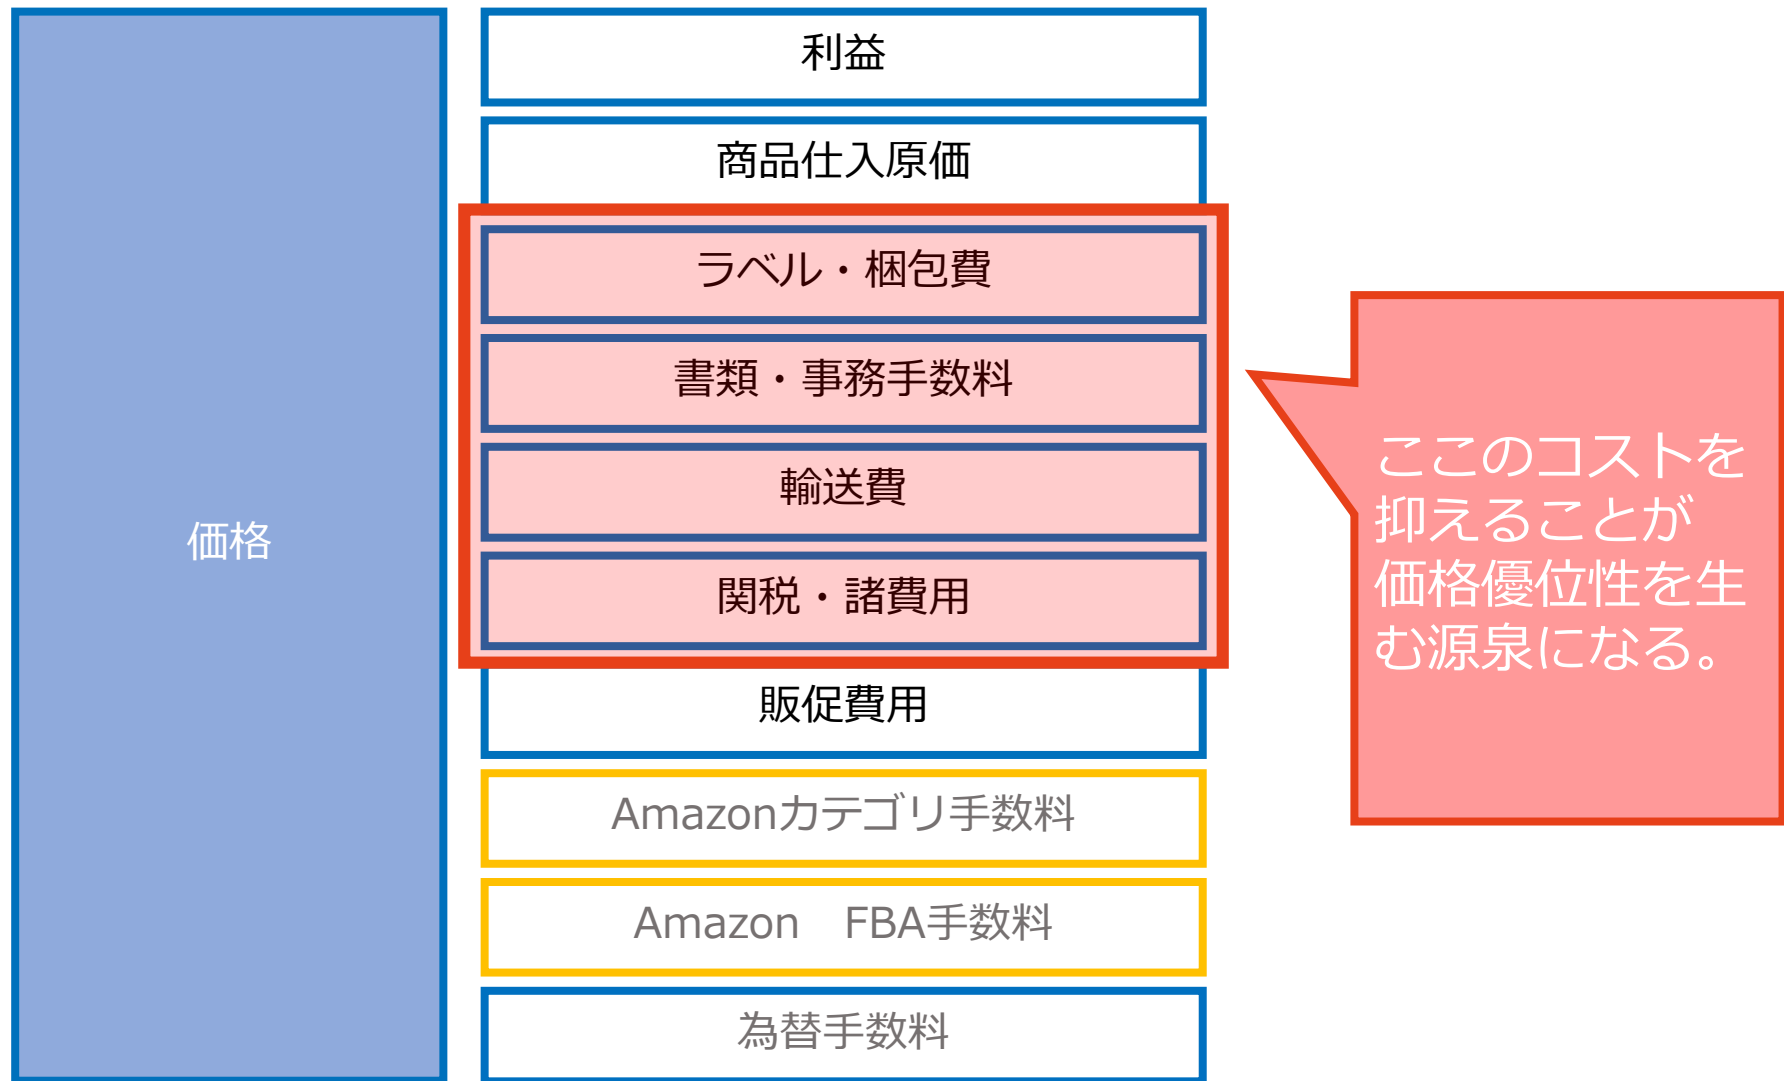 価格
利益
商品仕入原価
ラベル・梱包費
書類・事務手数料
輸送費
関税・諸費用
販促費用
Amazonカテゴリ手数料
Amazon　FBA手数料
為替手数料
ここのコストを
抑えることが
価格優位性を生
む源泉になる。